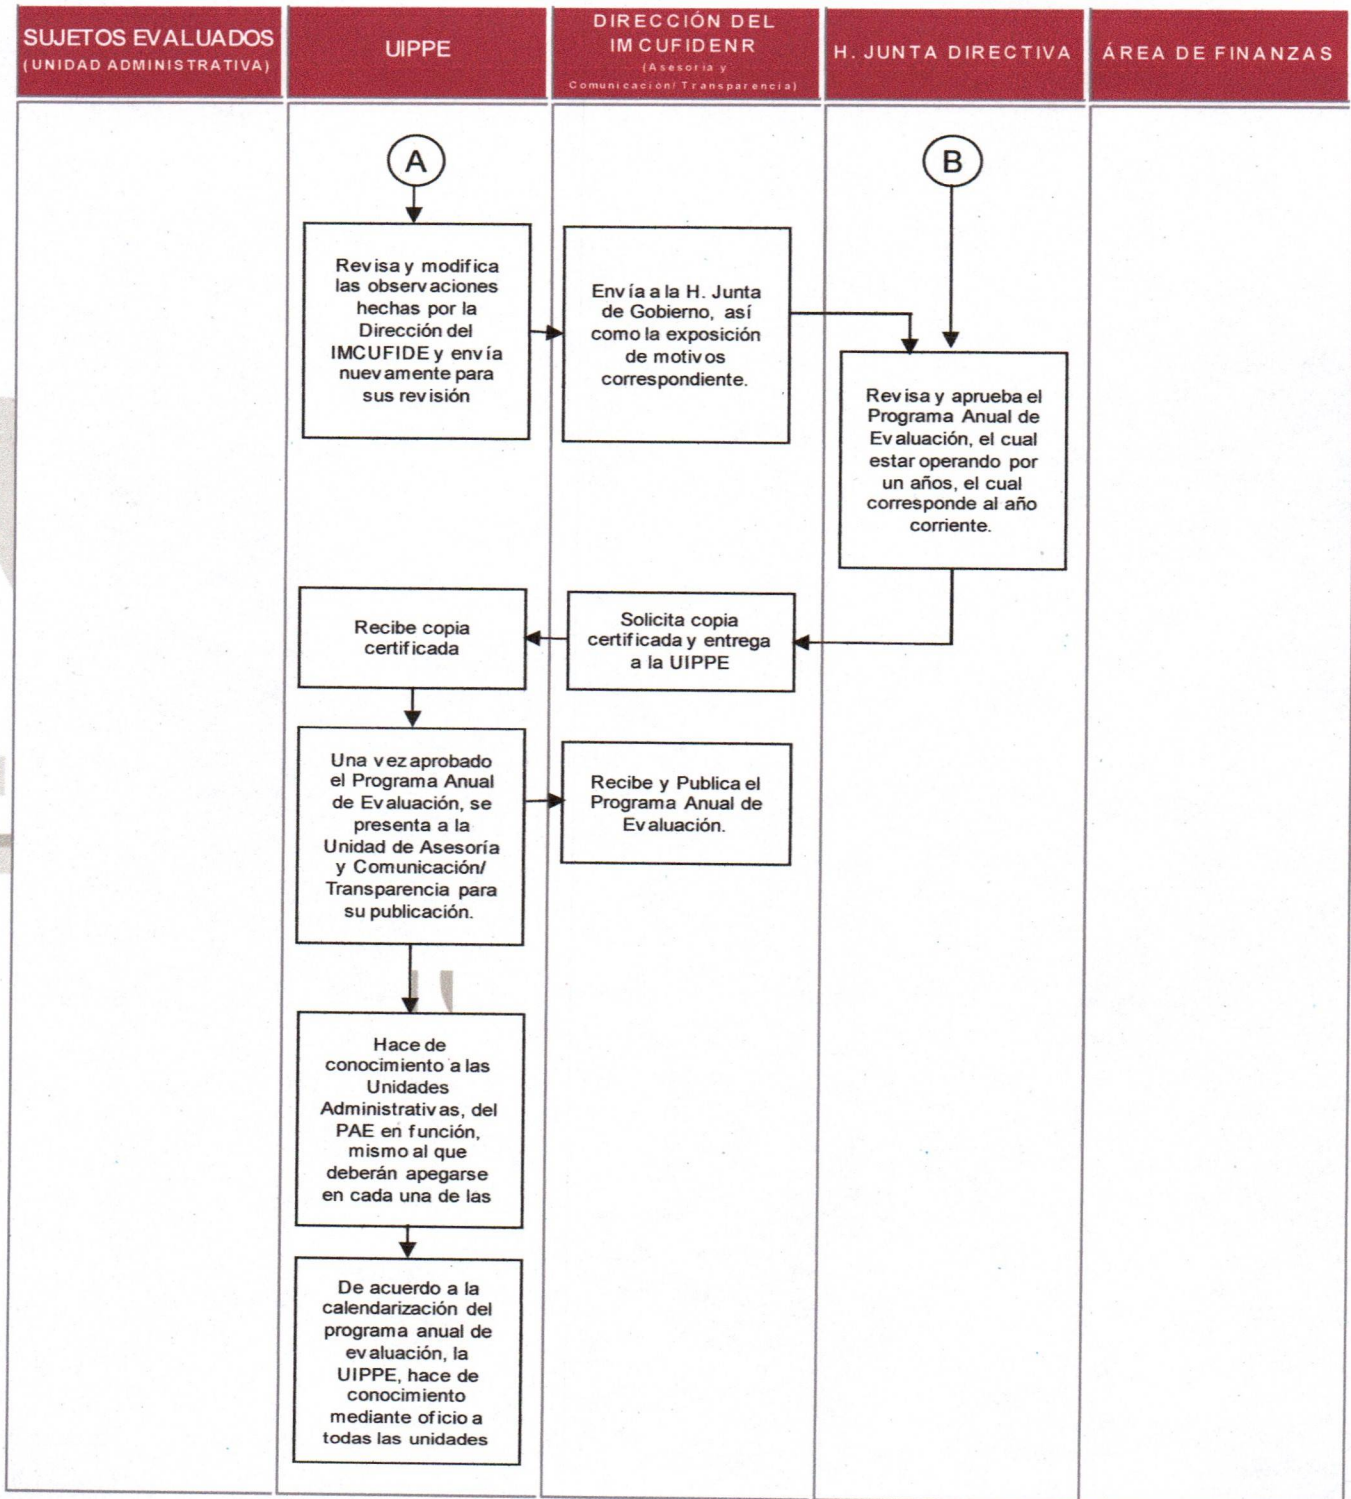 SUJETOS EVALUADOS
(UNIDAD ADMINISTRATIVA)
UIPPE
DIRECCIÓN DEL
IMCUFIDENR
(Asesoria y
Comunicación/Transparencia)
H. JUNTA DIRECTIVA
ÁREA DE FINANZAS
A
B
Revisa y modifica
las observaciones
hechas por la
Dirección del
IMCUFIDE y envía
nuevamente para
sus revisión
Envía a la H. Junta
de Gobierno, así
como la exposición
de motivos
correspondiente.
Revisa y aprueba el
Programa Anual de
Evaluación, el cual
estar operando por
un años, el cual
corresponde al año
corriente.
Recibe copia
certificada
Solicita copia
certificada y entrega
a la UIPPE
Una vez aprobado
el Programa Anual
de Evaluación, se
presenta a la
Unidad de Asesoría
y Comunicación/
Transparencia para
su publicación.
Recibe y Publica el
Programa Anual de
Evaluación.
Hace de
conocimiento a las
Unidades
Administrativas, del
PAE en función,
mismo al que
deberán apegarse
en cada una de las
De acuerdo a la
calendarización del
programa anual de
evaluación, la
UIPPE, hace de
conocimiento
mediante oficio a
todas las unidades